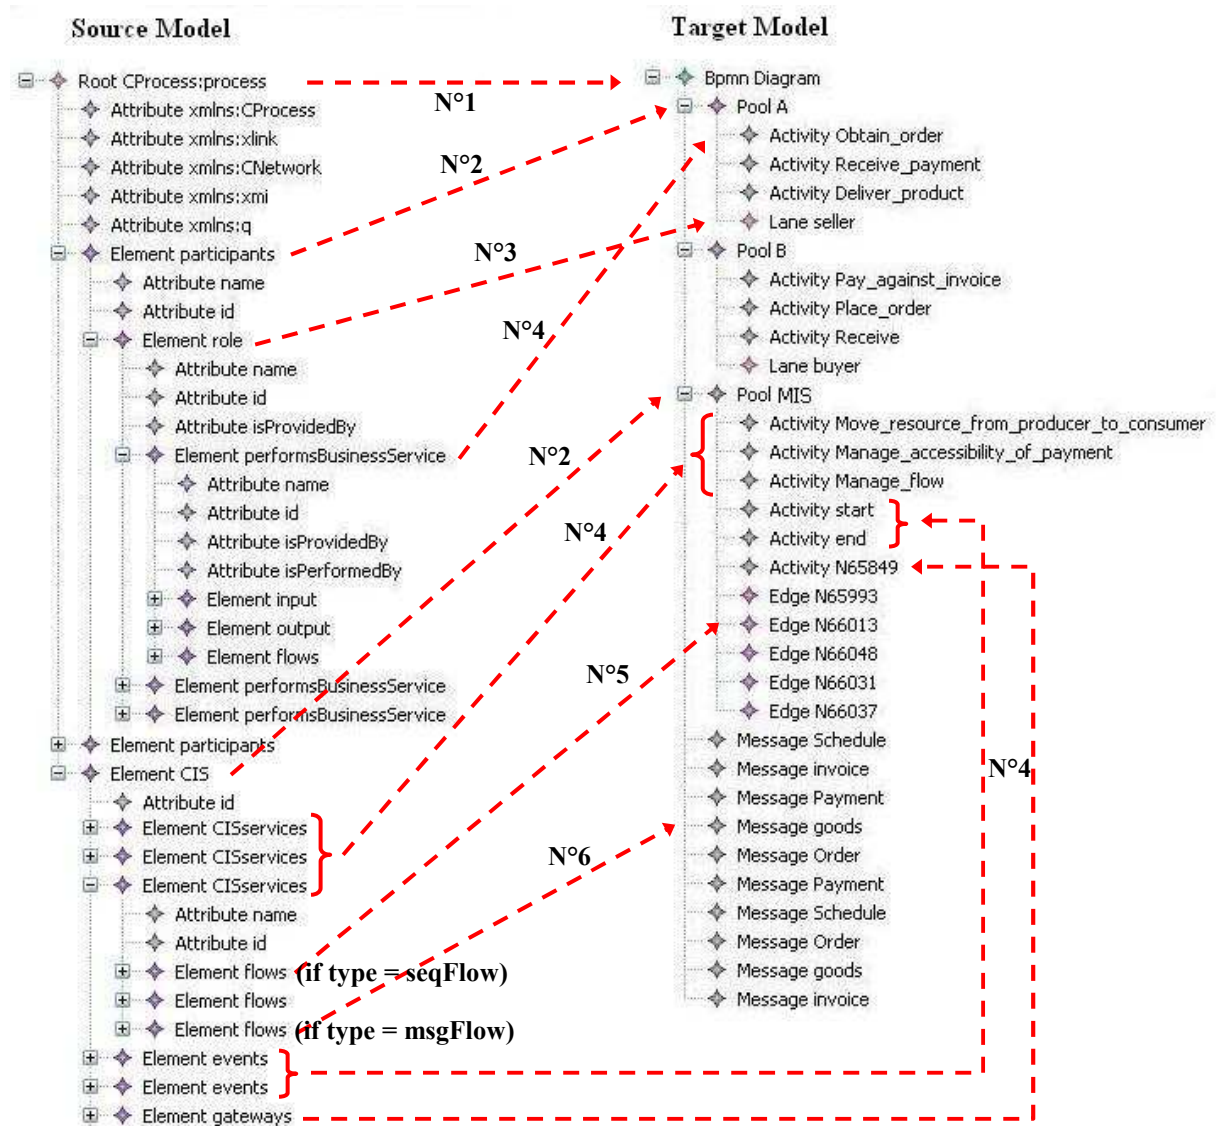 Source Model
Root CProcess:process
Attribute xmlns:CProcess
Attribute xmlns:xlink
Attribute xmlns:CNetwork
Attribute xmlns:xmi
Attribute xmlns:q
Element participants
Attribute name
Attribute id
Element role
Attribute name
Attribute id
Attribute isProvidedBy
Element performsBusinessService
Attribute name
Attribute id
Attribute isProvidedBy
Attribute isPerformedBy
Element input
Element output
Element flows
Element performsBusinessService
Element performsBusinessService
Element participants
Element CIS
Attribute id
Element CISservices
Element CISservices
Element CISservices
Attribute name
Attribute id
Element flows (if type = seqFlow)
Element flows
Element flows (if type = msgFlow)
Element events
Element events
Element gateways
N°1
N°2
N°3
N°4
N°2
N°4
N°5
N°6
N°4
Target Model
Bpmn Diagram
Pool A
Activity Obtain_order
Activity Receive_payment
Activity Deliver_product
Lane seller
Pool B
Activity Pay_against_invoice
Activity Place_order
Activity Receive
Lane buyer
Pool MIS
Activity Move_resource_from_producer_to_consumer
Activity Manage_accessibility_of_payment
Activity Manage_flow
Activity start
Activity end
Activity N65849
Edge N65993
Edge N66013
Edge N66048
Edge N66031
Edge N66037
Message Schedule
Message invoice
Message Payment
Message goods
Message Order
Message Payment
Message Schedule
Message Order
Message goods
Message invoice